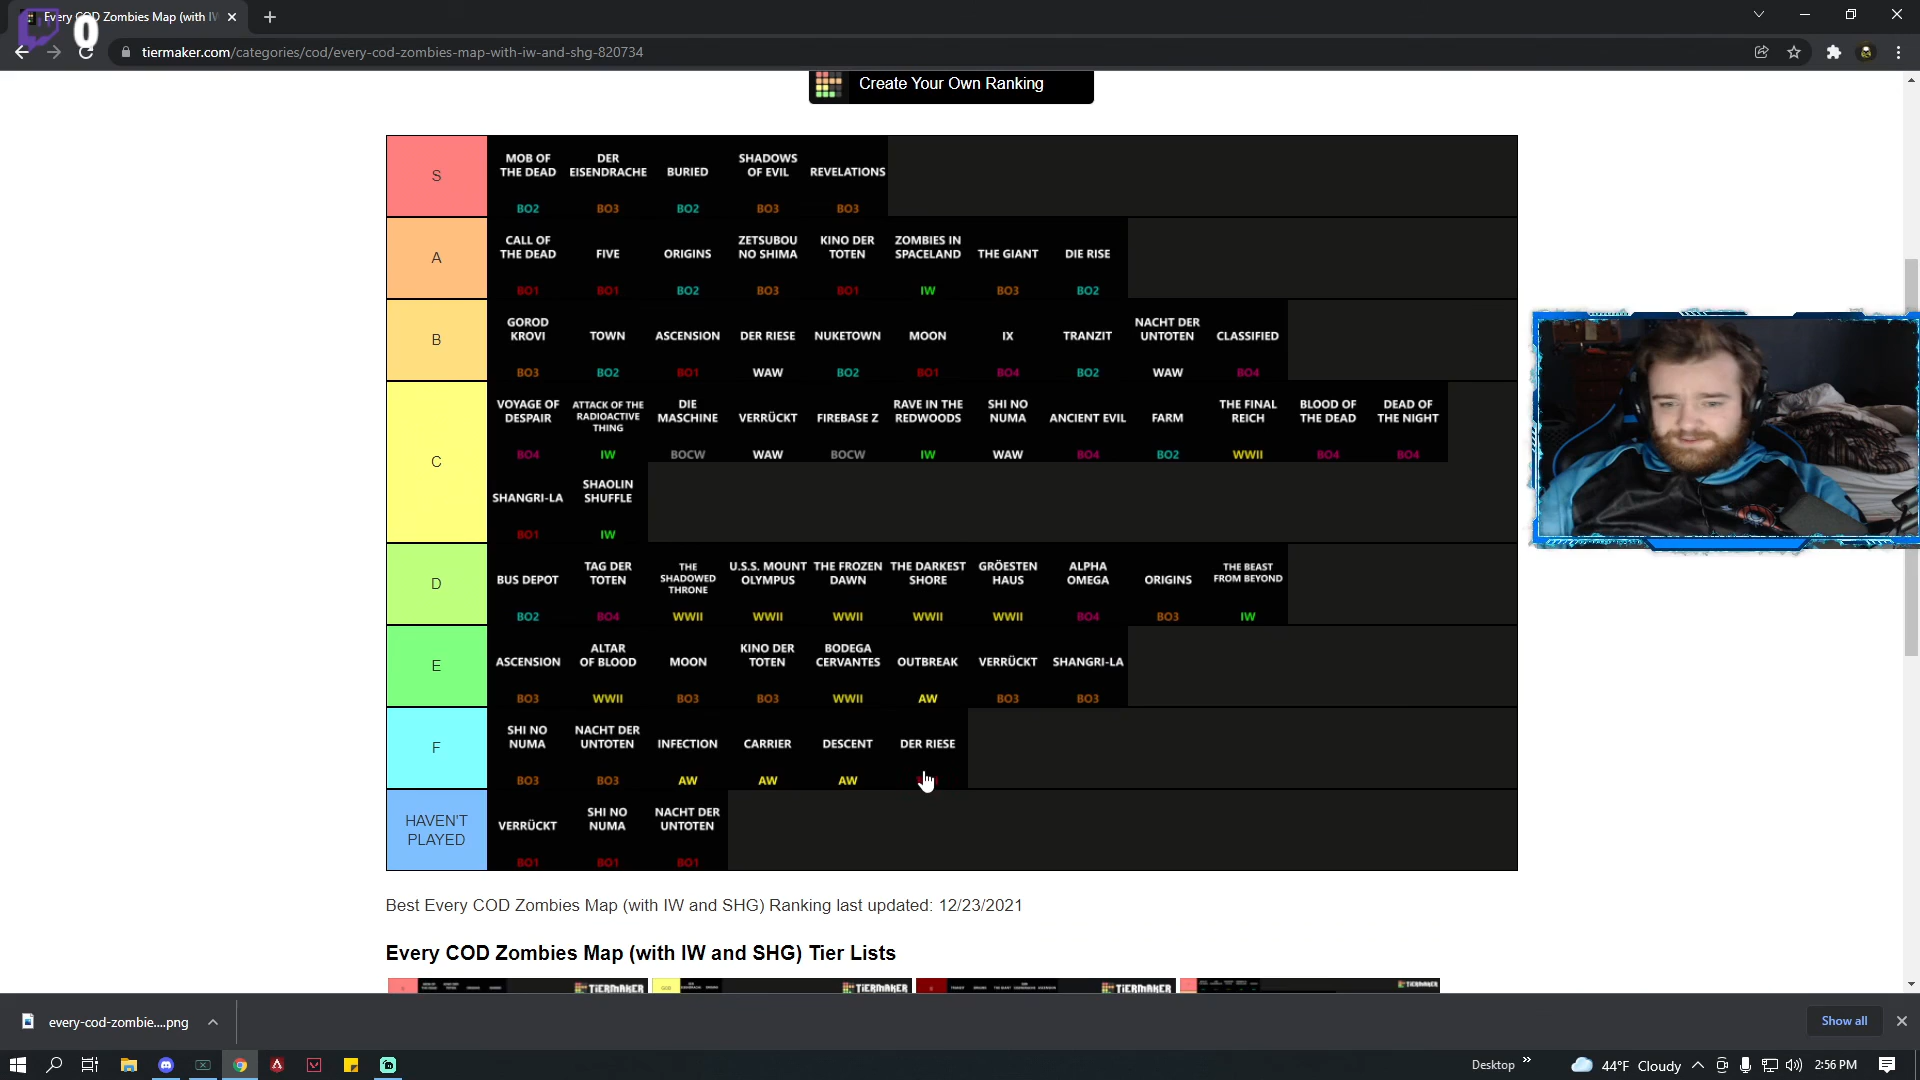 Every COD Zombies Map (with IW
0
tiermaker.com/categories/cod/every-cod-zombies-map-with-iw-and-shg-820734
Create Your Own Ranking
S
MOB OF THE DEAD BO2
DER EISENDRACHE BO3
BURIED BO2
SHADOWS OF EVIL BO3
REVELATIONS BO3
A
CALL OF THE DEAD BO1
FIVE BO1
ORIGINS BO2
ZETSUBOU NO SHIMA BO3
KINO DER TOTEN BO1
ZOMBIES IN SPACELAND IW
THE GIANT BO3
DIE RISE BO2
B
GOROD KROVI BO3
TOWN BO2
ASCENSION BO1
DER RIESE WAW
NUKETOWN BO2
MOON BO1
IX BO4
TRANZIT BO2
NACHT DER UNTOTEN WAW
CLASSIFIED BO4
C
VOYAGE OF DESPAIR BO4
ATTACK OF THE RADIOACTIVE THING IW
DIE MASCHINE BOCW
VERRÜCKT WAW
FIREBASE Z BOCW
RAVE IN THE REDWOODS IW
SHI NO NUMA WAW
ANCIENT EVIL BO4
FARM BO2
THE FINAL REICH WWII
BLOOD OF THE DEAD BO4
DEAD OF THE NIGHT BO4
SHANGRI-LA BO1
SHAOLIN SHUFFLE IW
D
BUS DEPOT BO2
TAG DER TOTEN BO4
THE SHADOWED THRONE WWII
U.S.S. MOUNT OLYMPUS WWII
THE FROZEN DAWN WWII
THE DARKEST SHORE WWII
GRÖESTEN HAUS WWII
ALPHA OMEGA BO4
ORIGINS BO3
THE BEAST FROM BEYOND IW
E
ASCENSION BO3
ALTAR OF BLOOD WWII
MOON BO3
KINO DER TOTEN BO3
BODEGA CERVANTES WWII
OUTBREAK AW
VERRÜCKT BO3
SHANGRI-LA BO3
F
SHI NO NUMA BO3
NACHT DER UNTOTEN BO3
INFECTION AW
CARRIER AW
DESCENT AW
DER RIESE
HAVEN'T PLAYED
VERRÜCKT BO1
SHI NO NUMA BO1
NACHT DER UNTOTEN BO1
Best Every COD Zombies Map (with IW and SHG) Ranking last updated: 12/23/2021
Every COD Zombies Map (with IW and SHG) Tier Lists
TIERMAKER TIERMAKER TIERMAKER TIERMAKER
every-cod-zombie....png
Show all
Desktop
44°F Cloudy
2:56 PM